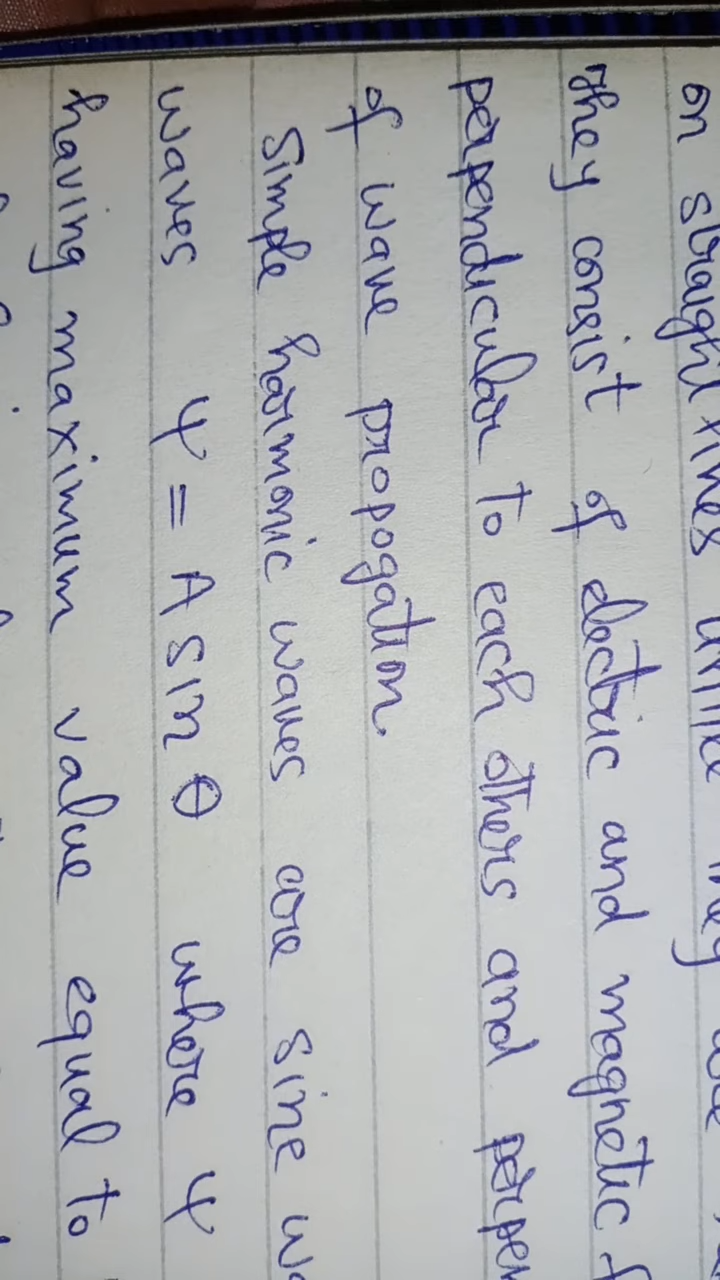 on straight lines
They consist of electric and magnetic
perpendicular to each others and
of wave propogation.
Simple harmonic waves are sine
waves ψ = A sin θ where ψ
having maximum value equal to